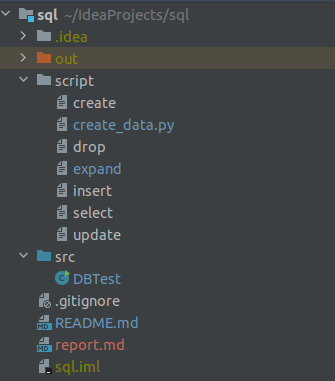 sql ~/IdeaProjects/sql
.idea
out
script
create
create_data.py
drop
expand
insert
select
update
src
DBTest
.gitignore
README.md
report.md
sql.iml